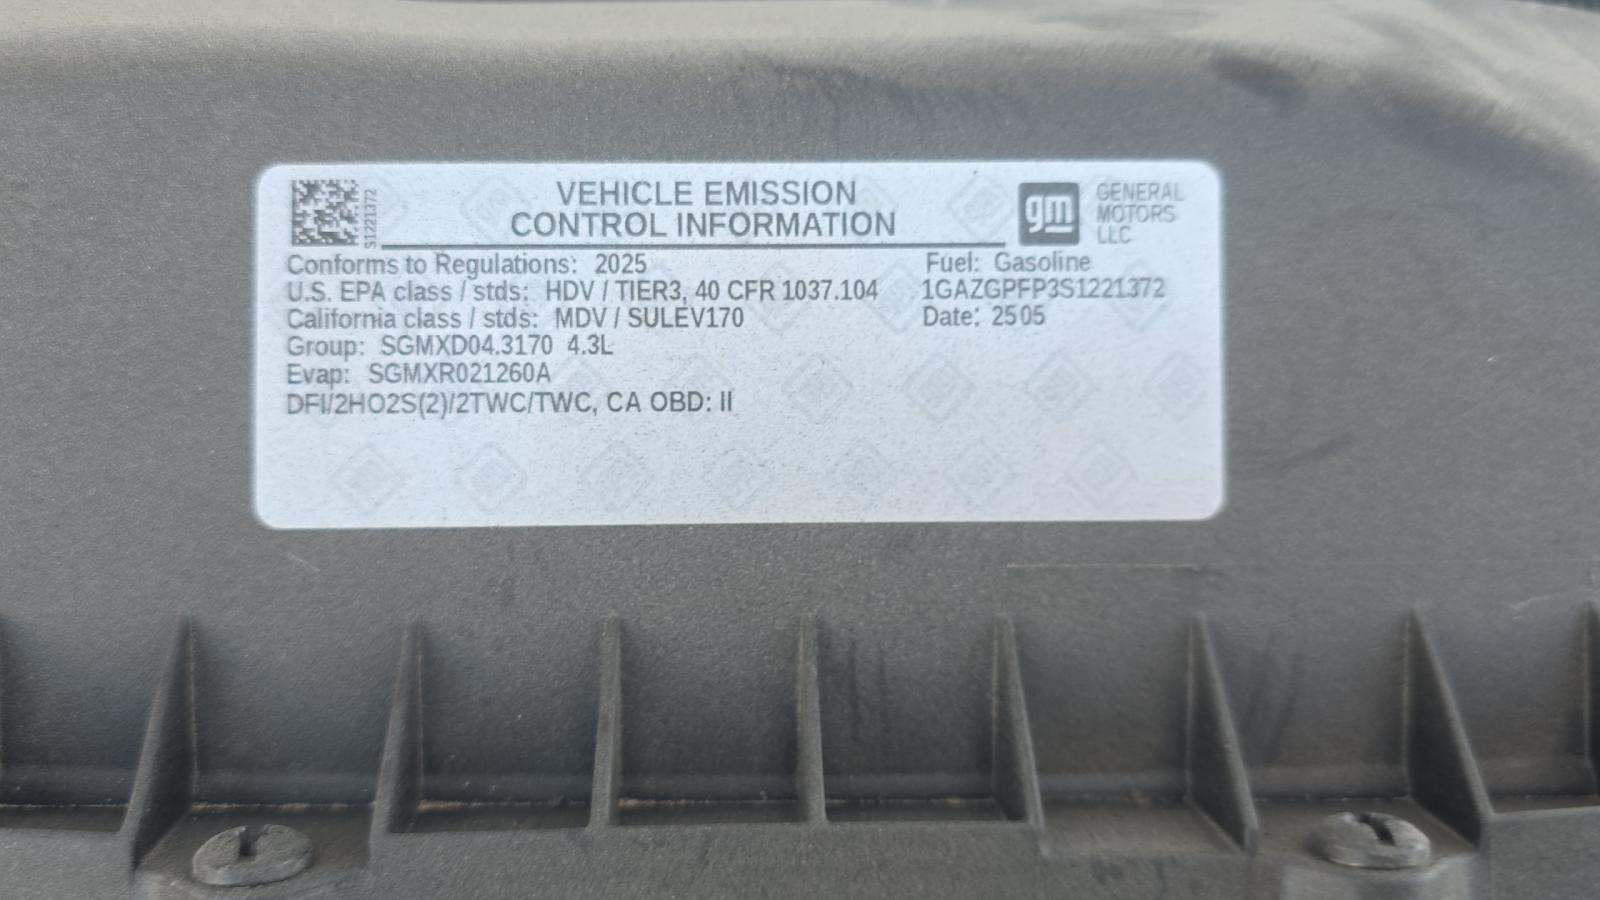 S1221372
VEHICLE EMISSION
CONTROL INFORMATION
gm
GENERAL
MOTORS
LLC
Conforms to Regulations: 2025
Fuel: Gasoline
U.S. EPA class / stds: HDV / TIER3, 40 CFR 1037.104
1GAZGPFP3S1221372
California class / stds: MDV / SULEV170
Date: 2505
Group: SGMXD04.3170 4.3L
Evap: SGMXR021260A
DFI/2HO2S(2)/2TWC/TWC, CA OBD: II